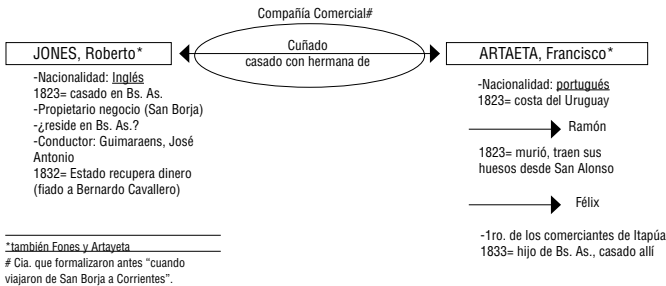 Compañía Comercial#
JONES, Roberto*
Cuñado
casado con hermana de
ARTAETA, Francisco*
-Nacionalidad: Inglés
1823= casado en Bs. As.
-Propietario negocio (San Borja)
-¿reside en Bs. As.?
-Conductor: Guimaraens, José
Antonio
1832= Estado recupera dinero
(fiado a Bernardo Cavallero)
-Nacionalidad: portugués
1823= costa del Uruguay
Ramón
1823= murió, traen sus
huesos desde San Alonso
Félix
-1ro. de los comerciantes de Itapúa
1833= hijo de Bs. As., casado allí
*también Fones y Artayeta
# Cia. que formalizaron antes “cuando
viajaron de San Borja a Corrientes”.